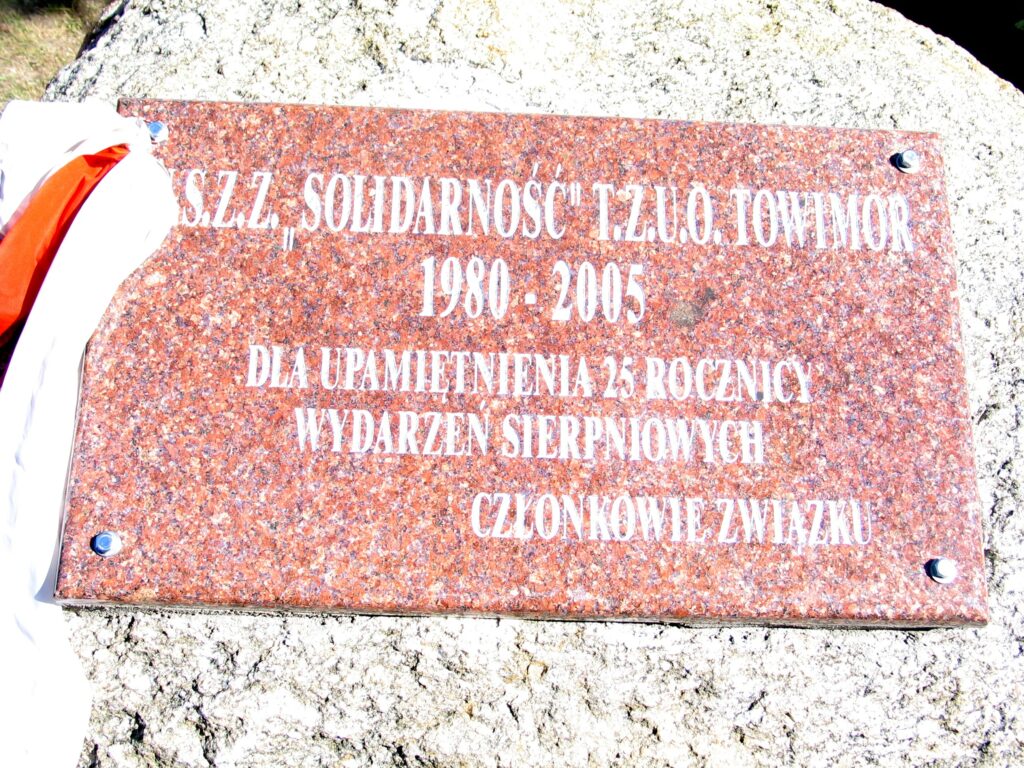 .S.Z.Z. „SOLIDARNOŚĆ" T.Z.U.O. TOWIMOR
1980 - 2005
DLA UPAMIĘTNIENIA 25 ROCZNICY
WYDARZEŃ SIERPNIOWYCH
CZŁONKOWIE ZWIĄZKU